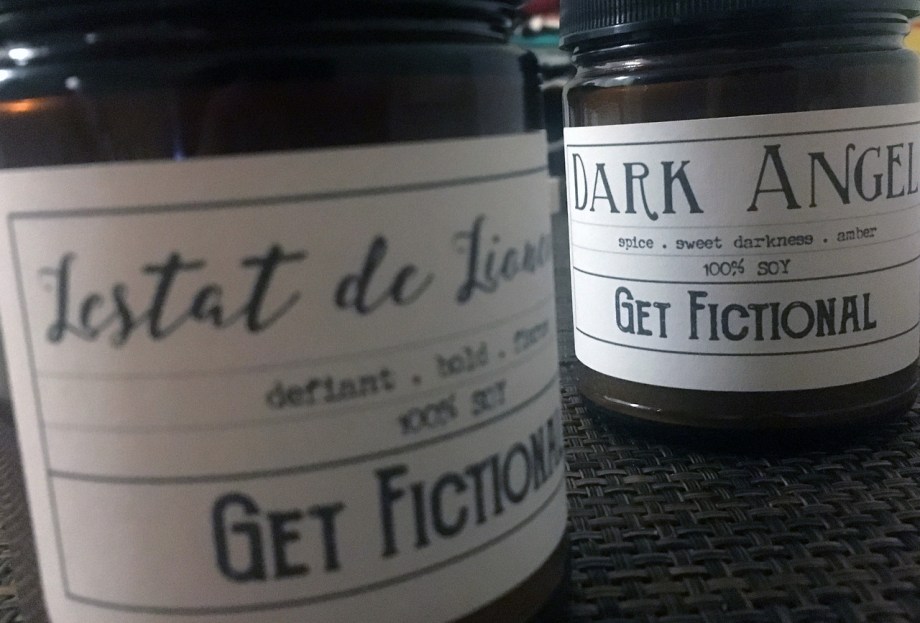 Lestat de
defiant . bold .
100% SOY
GET FICTIONAL
DARK ANGEL
spice . sweet darkness . amber
100% SOY
GET FICTIONAL